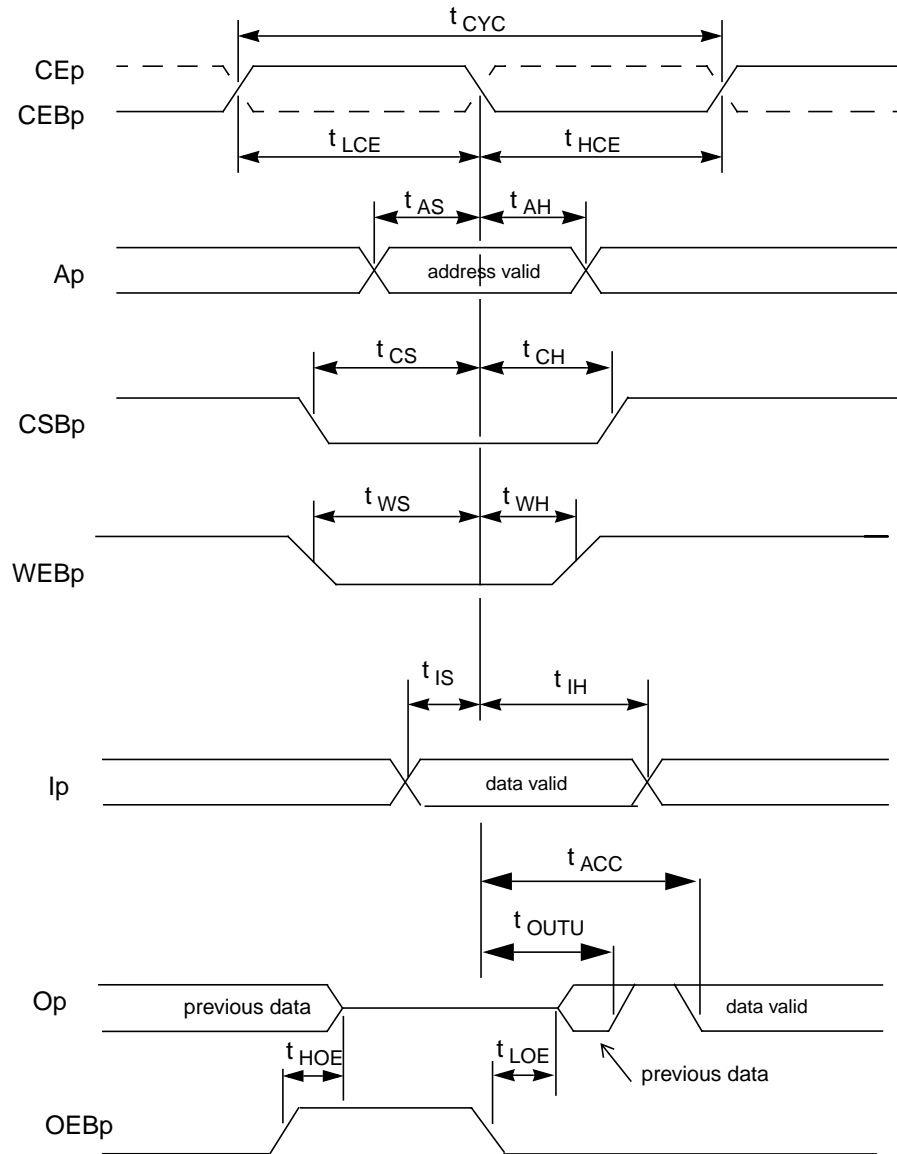 t CYC
CEp
CEBp
t LCE
t HCE
t AS
t AH
Ap
address valid
t CS
t CH
CSBp
t WS
t WH
WEBp
t IS
t IH
Ip
data valid
t ACC
t OUTU
Op
previous data
data valid
t HOE
t LOE
previous data
OEBp